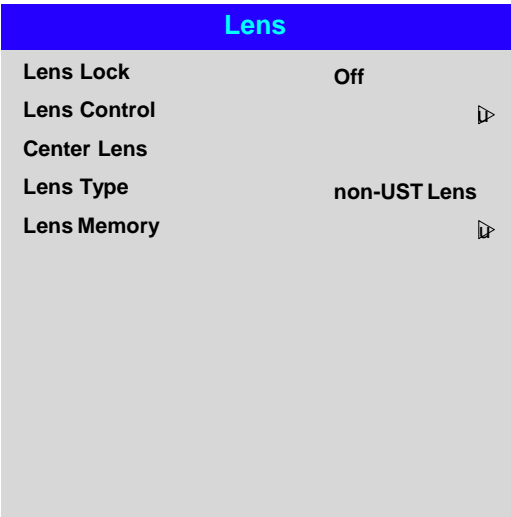 Lens
Lens Lock Off
Lens Control
Center Lens
Lens Type non-UST Lens
Lens Memory